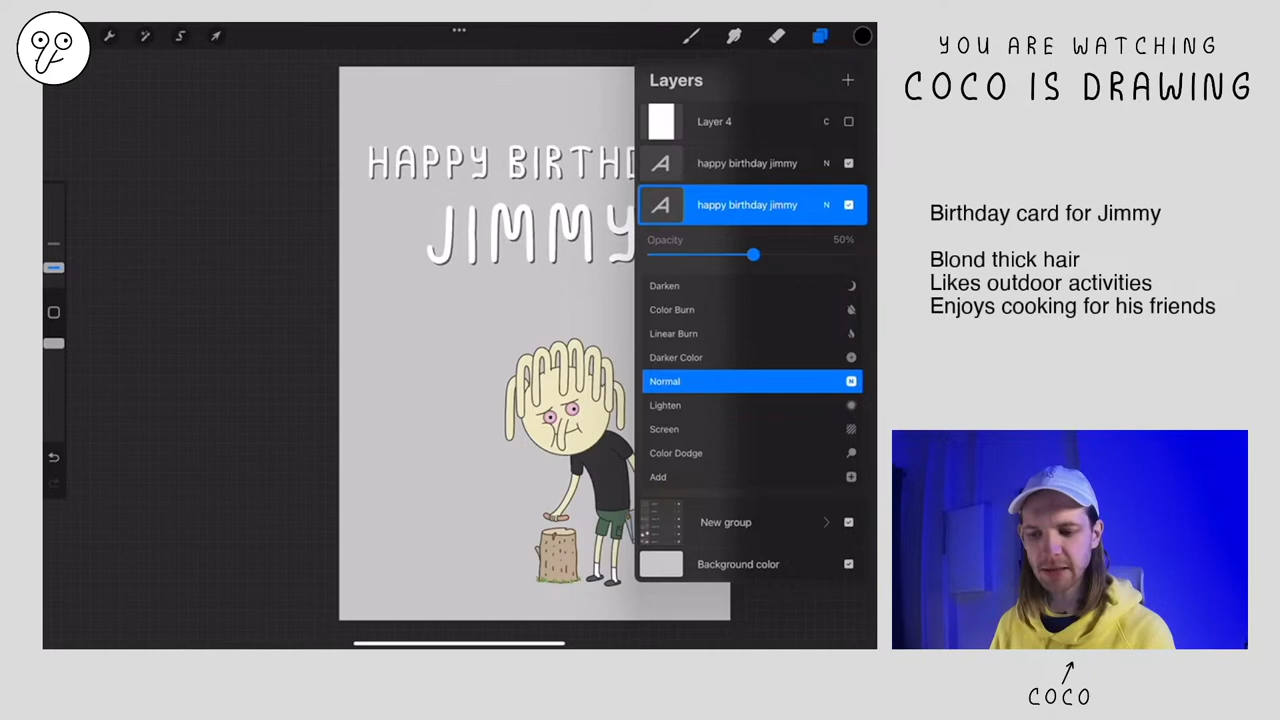 YOU ARE WATCHING
COCO IS DRAWING
Layers
Layer 4
C
happy birthday jimmy
N
happy birthday jimmy
N
Opacity
50%
Darken
Color Burn
Linear Burn
Darker Color
Normal
N
Lighten
Screen
Color Dodge
Add
New group
Background color
HAPPY BIRTHD
JIMMY
Birthday card for Jimmy
Blond thick hair
Likes outdoor activities
Enjoys cooking for his friends
COCO